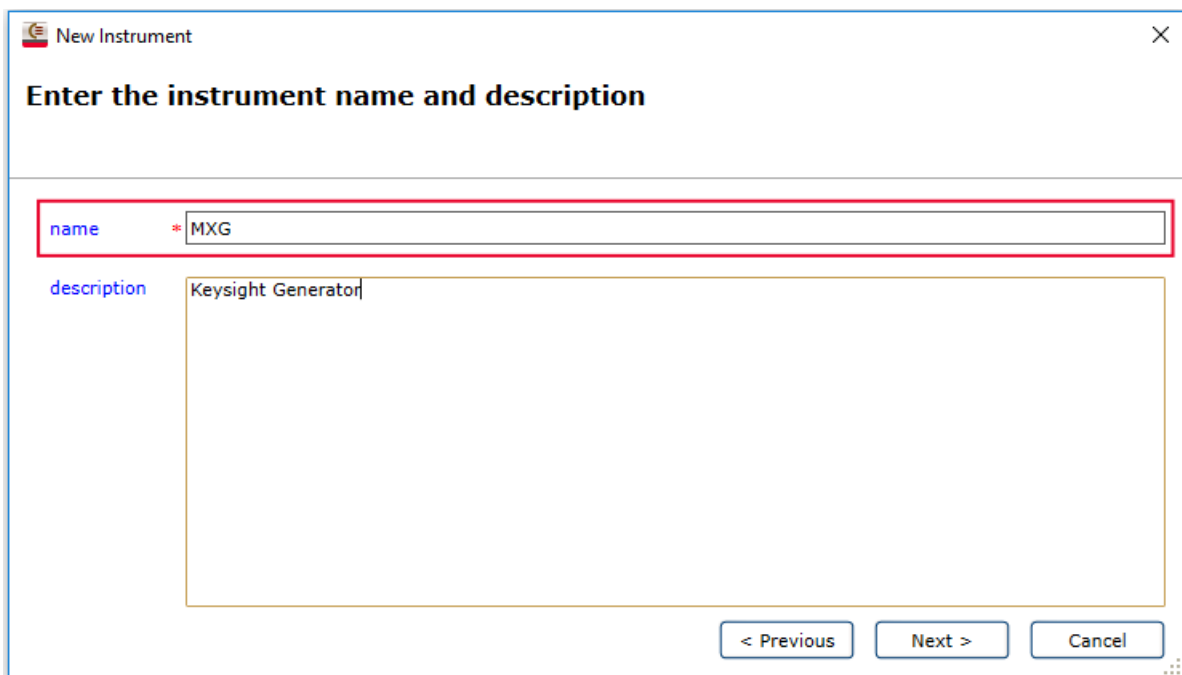 New Instrument
Enter the instrument name and description
name * MXG
description Keysight Generator
< Previous Next > Cancel